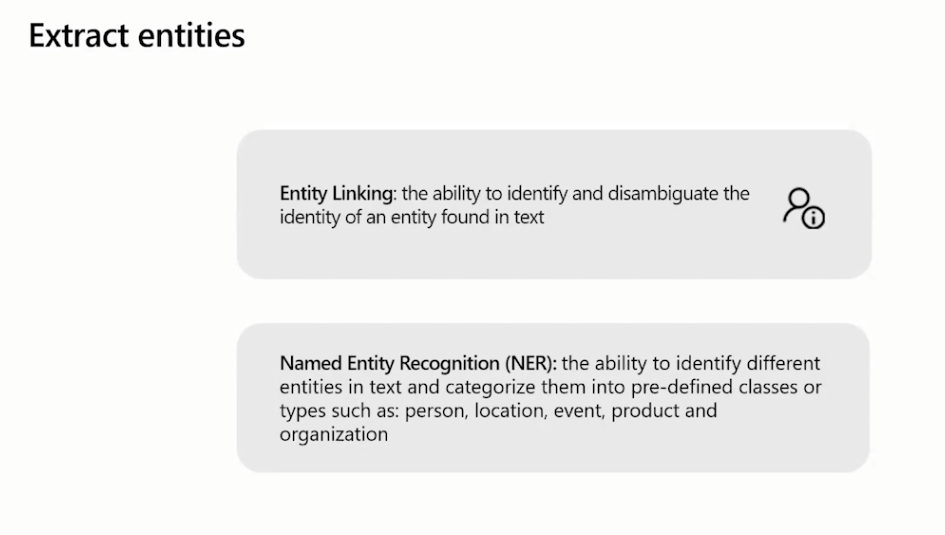 Extract entities
Entity Linking: the ability to identify and disambiguate the
identity of an entity found in text
Named Entity Recognition (NER): the ability to identify different
entities in text and categorize them into pre-defined classes or
types such as: person, location, event, product and
organization